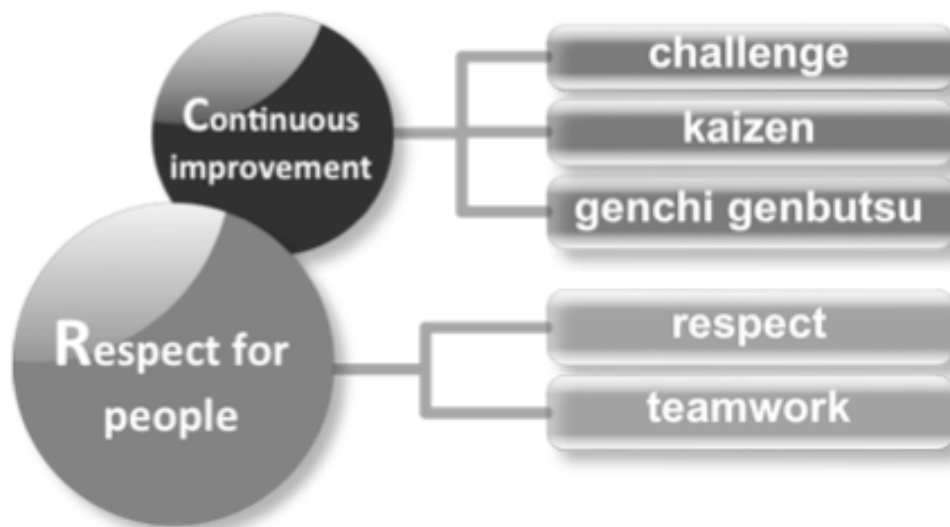 Continuous
improvement
challenge
kaizen
genchi genbutsu
Respect for
people
respect
teamwork